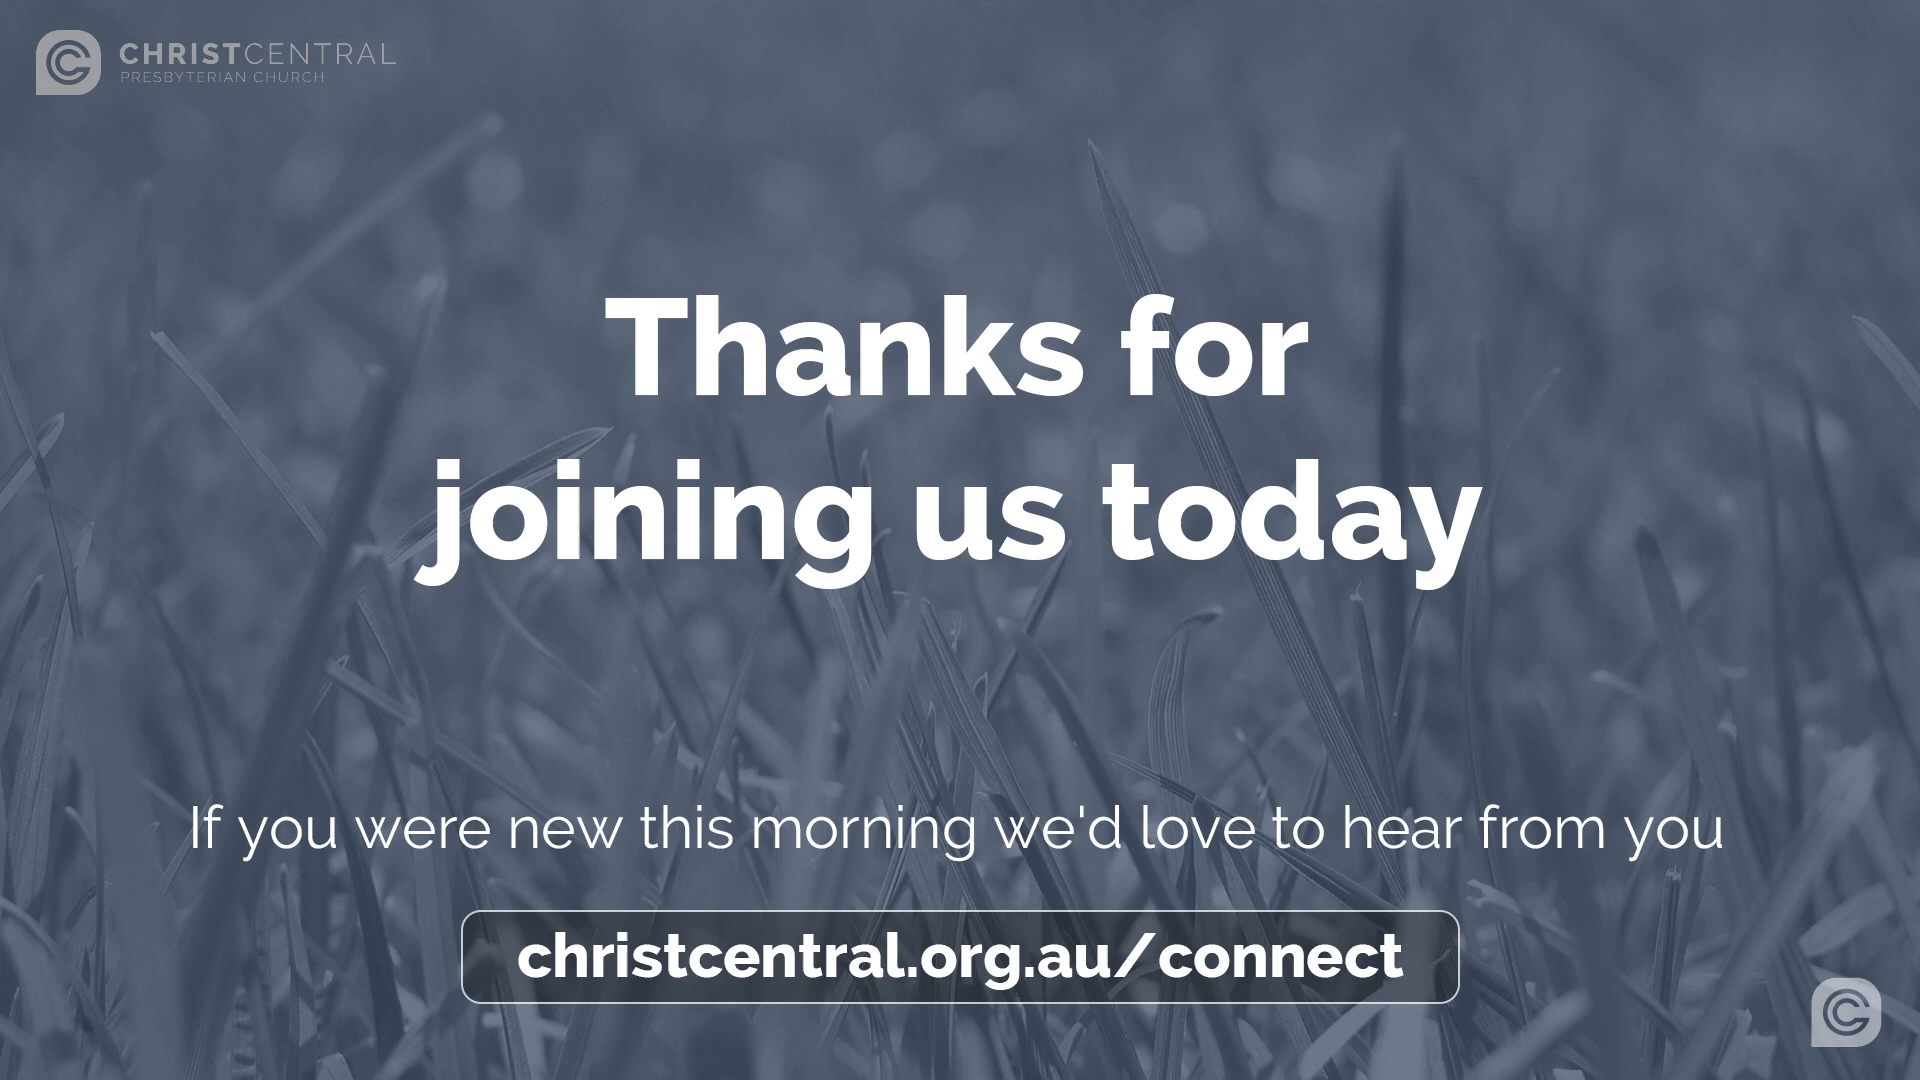 CHRISTCENTRAL
PRESBYTERIAN CHURCH
Thanks for
joining us today
If you were new this morning we'd love to hear from you
christcentral.org.au/connect